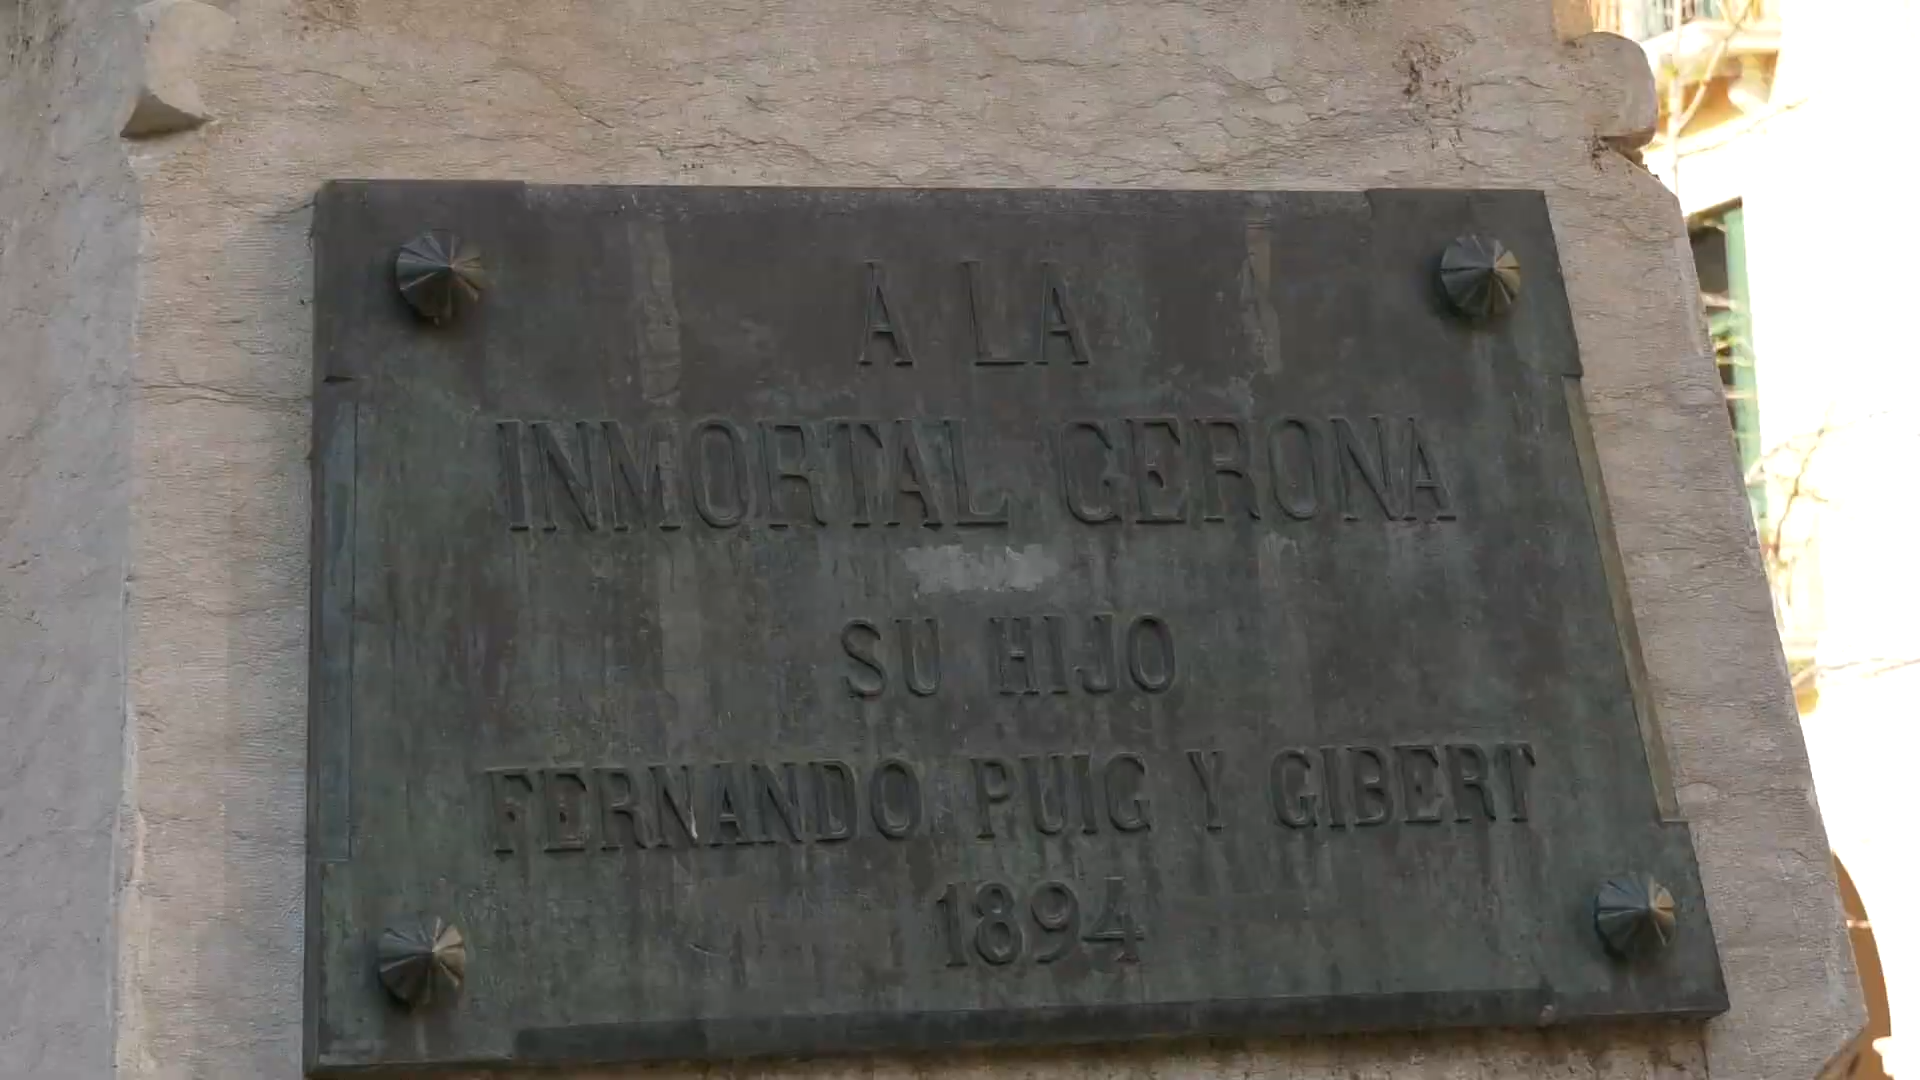 A LA
INMORTAL GERONA
SU HIJO
FERNANDO PUIG Y GIBERT
1894